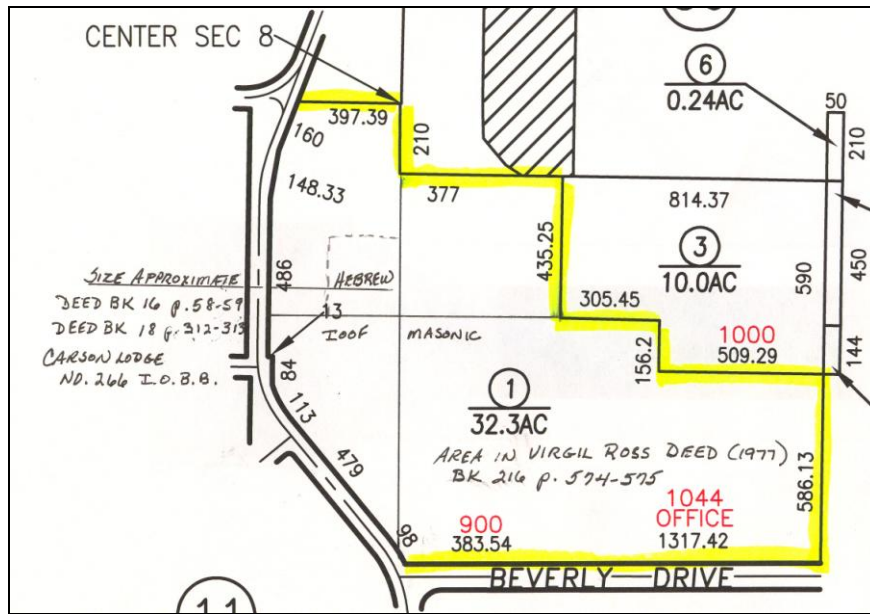 CENTER SEC 8
6
0.24AC
50
397.39
160
210
210
148.33
377
814.37
435.25
3
10.0AC
590
450
486
SIZE APPROXIMATE
HEBREW
DEED BK 16 p. 58-59
13
305.45
DEED BK 18 p. 312-313
IOOF
MASONIC
1000
509.29
144
CARSON LODGE
NO. 266 I.O.B.B.
84
156.2
1
32.3AC
113
AREA IN VIRGIL ROSS DEED (1977)
BK 216 p. 574-575
479
586.13
1044
OFFICE
900
98
383.54
1317.42
BEVERLY DRIVE
11